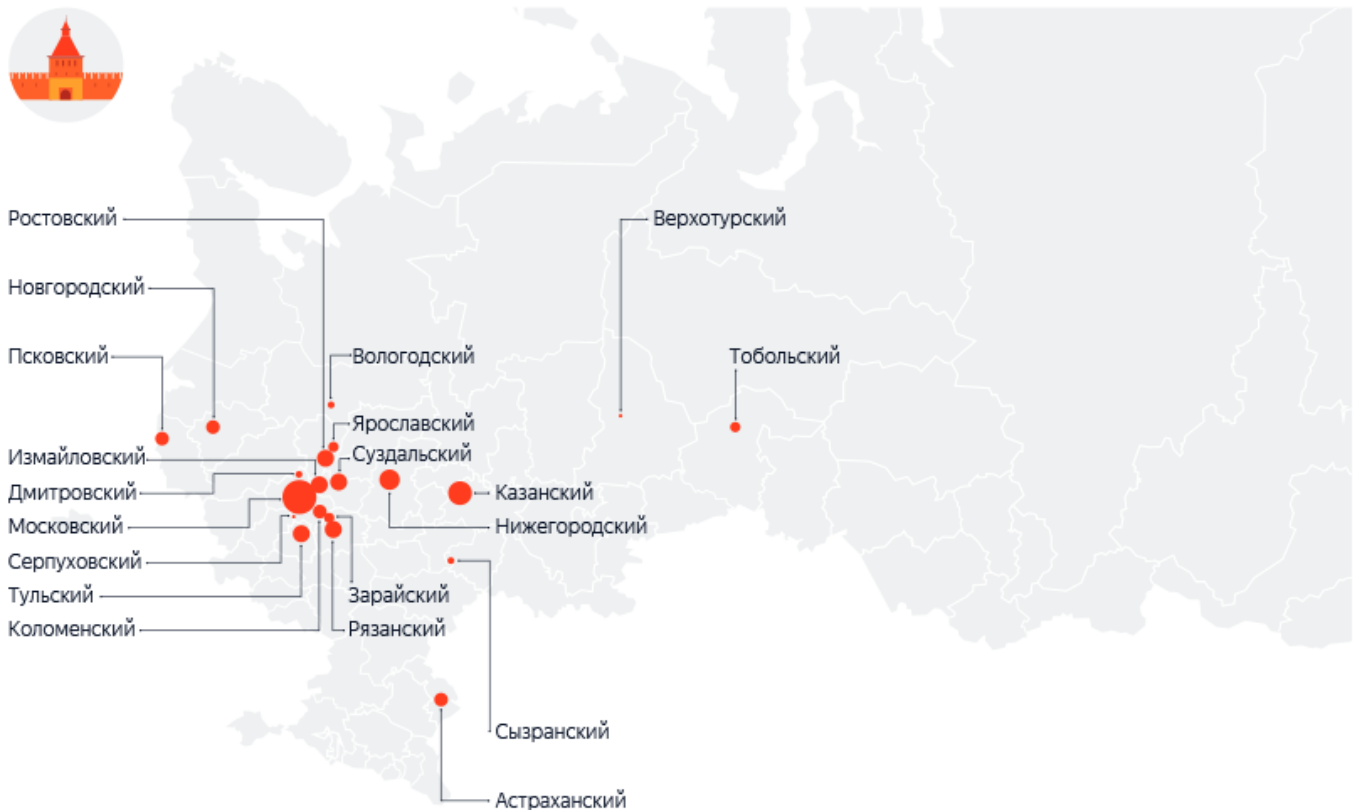 Ростовский
Верхотурский
Новгородский
Псковский
Вологодский
Тобольский
Ярославский
Измайловский
Суздальский
Дмитровский
Казанский
Московский
Нижегородский
Серпуховский
Тульский
Зарайский
Коломенский
Рязанский
Сызранский
Астраханский